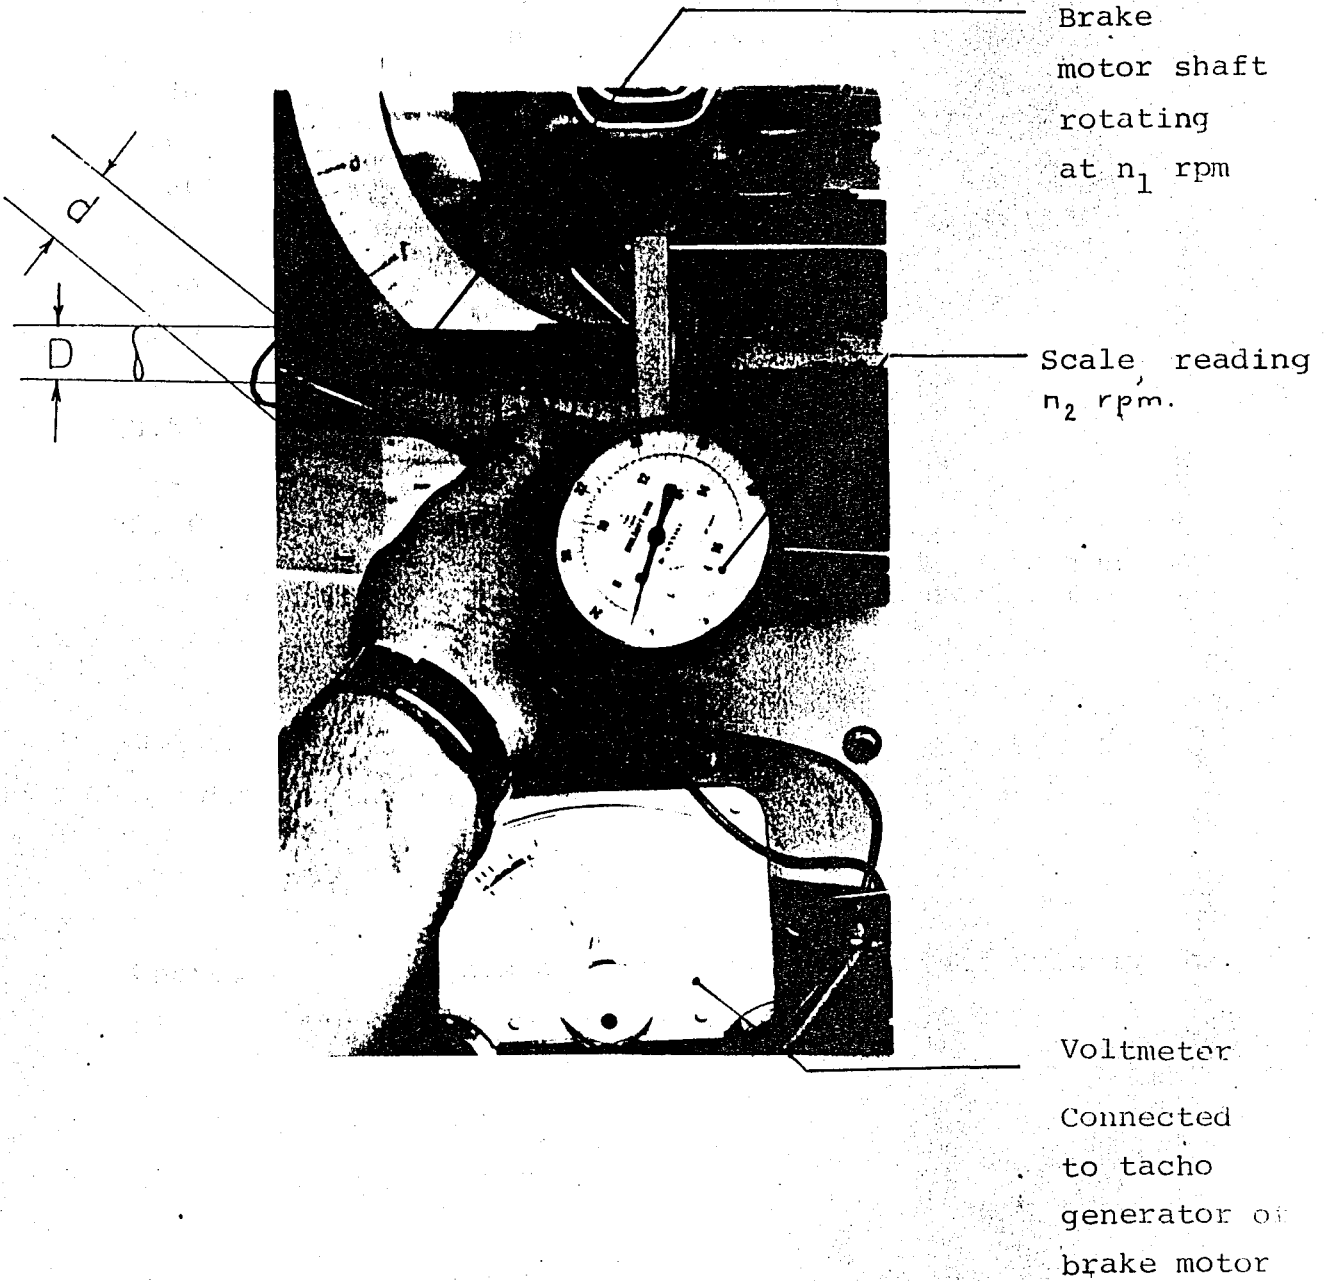 Brake
motor shaft
rotating
at n1 rpm
d
D
Scale, reading
n2 rpm.
Voltmeter
Connected
to tacho
generator of
brake motor